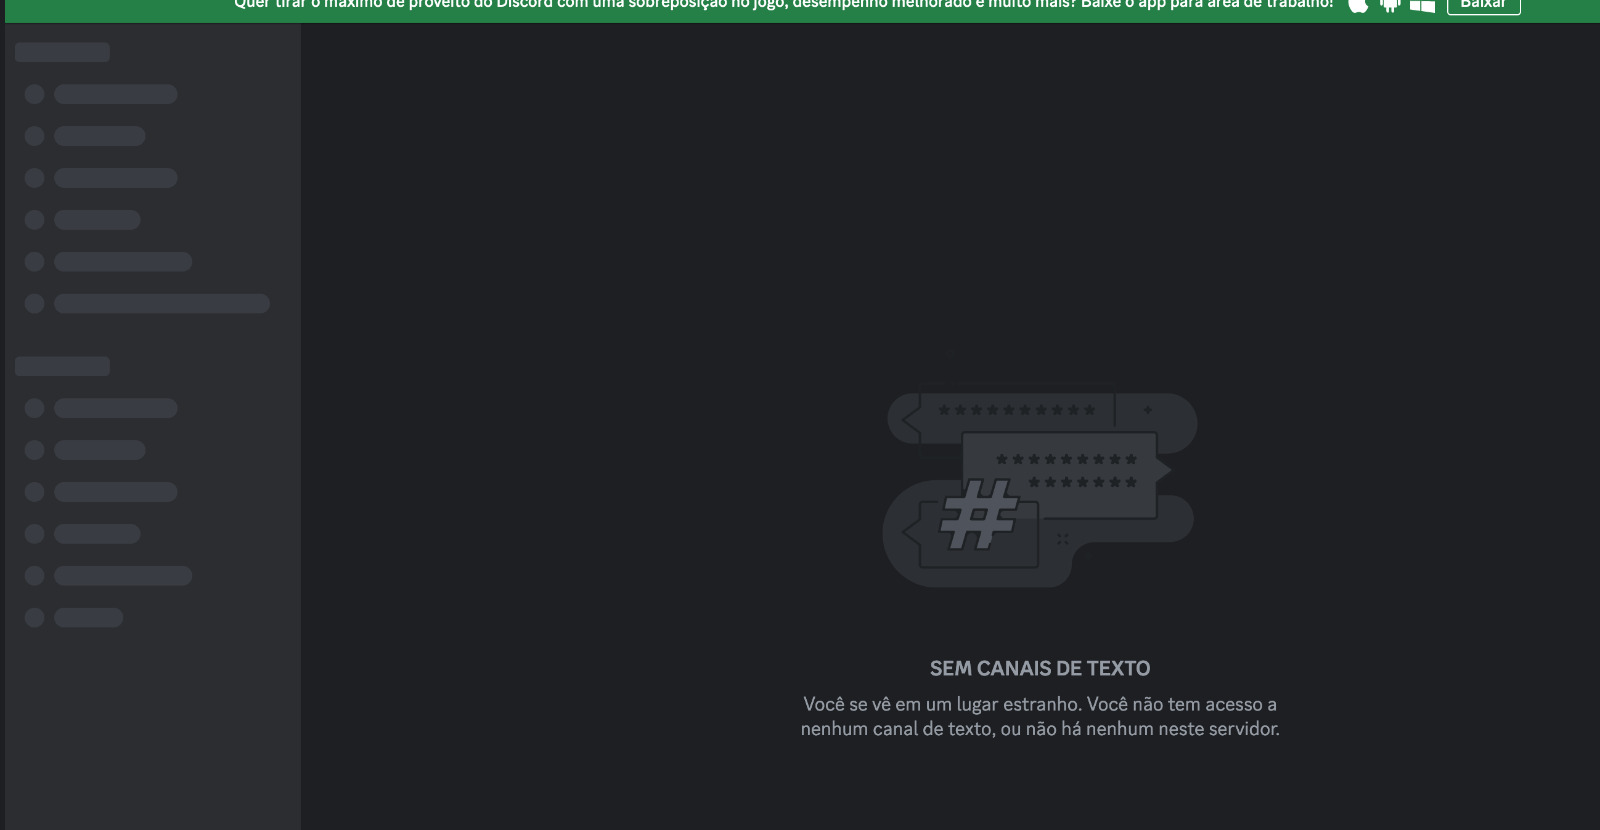 Quer tirar o máximo de proveito do Discord com uma sobreposição no jogo, desempenho melhorado e muito mais? Baixe o app para área de trabalho! Baixar
**********
*********
*******
#
SEM CANAIS DE TEXTO
Você se vê em um lugar estranho. Você não tem acesso a
nenhum canal de texto, ou não há nenhum neste servidor.